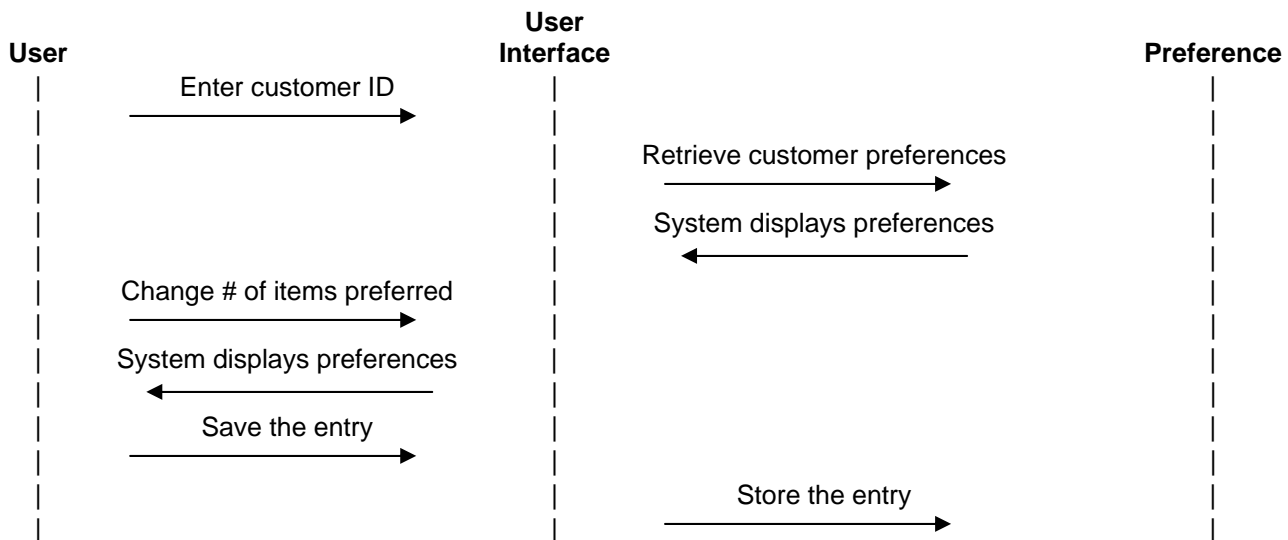 User
User
Interface
Preference
Enter customer ID
Retrieve customer preferences
System displays preferences
Change # of items preferred
System displays preferences
Save the entry
Store the entry